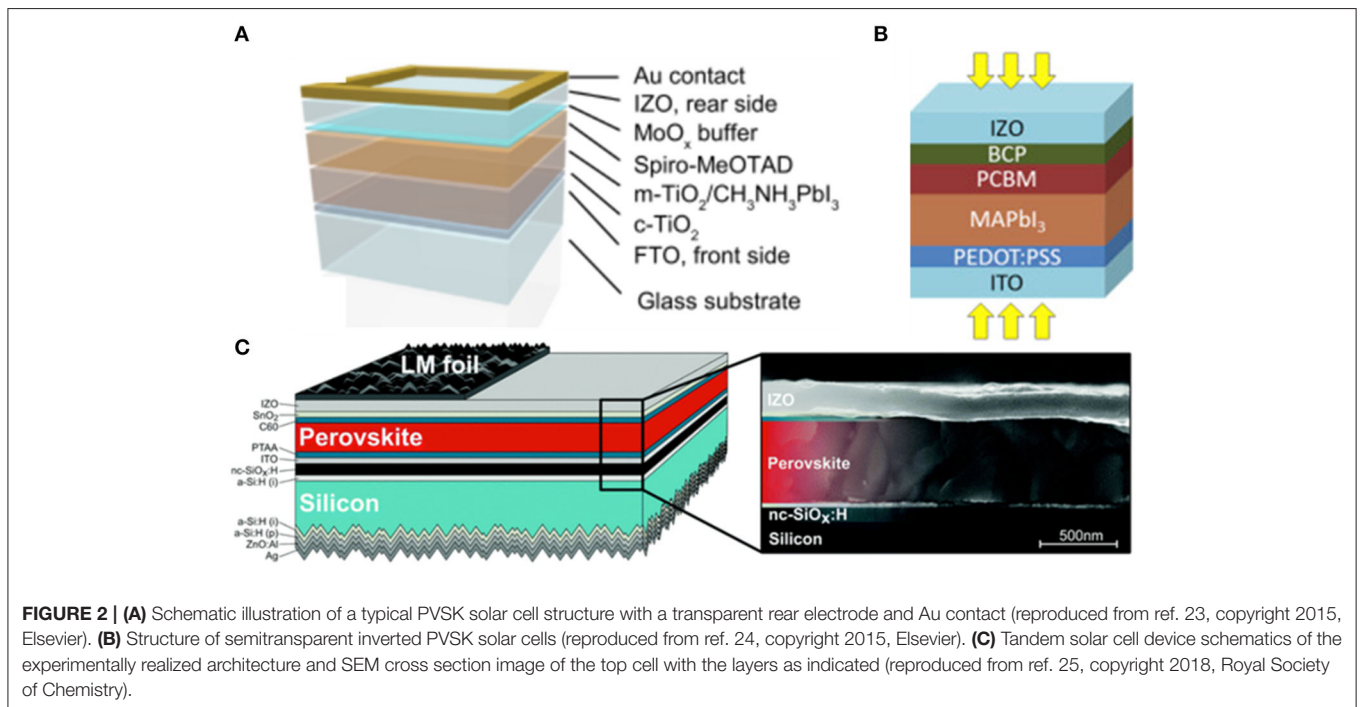 A
Au contact
IZO, rear side
MoOₓ buffer
Spiro-MeOTAD
m-TiO₂/CH₃NH₃PbI₃
c-TiO₂
FTO, front side
Glass substrate
B
IZO
BCP
PCBM
MAPbI₃
PEDOT:PSS
ITO
C
LM foil
IZO
SnO₂
C60
Perovskite
PTAA
ITO
nc-SiOₓ:H
a-Si:H (i)
Silicon
a-Si:H (i)
a-Si:H (p)
ZnO:Al
Ag
IZO
Perovskite
nc-SiOₓ:H
Silicon
500nm
FIGURE 2 | (A) Schematic illustration of a typical PVSK solar cell structure with a transparent rear electrode and Au contact (reproduced from ref. 23, copyright 2015,
Elsevier). (B) Structure of semitransparent inverted PVSK solar cells (reproduced from ref. 24, copyright 2015, Elsevier). (C) Tandem solar cell device schematics of the
experimentally realized architecture and SEM cross section image of the top cell with the layers as indicated (reproduced from ref. 25, copyright 2018, Royal Society
of Chemistry).